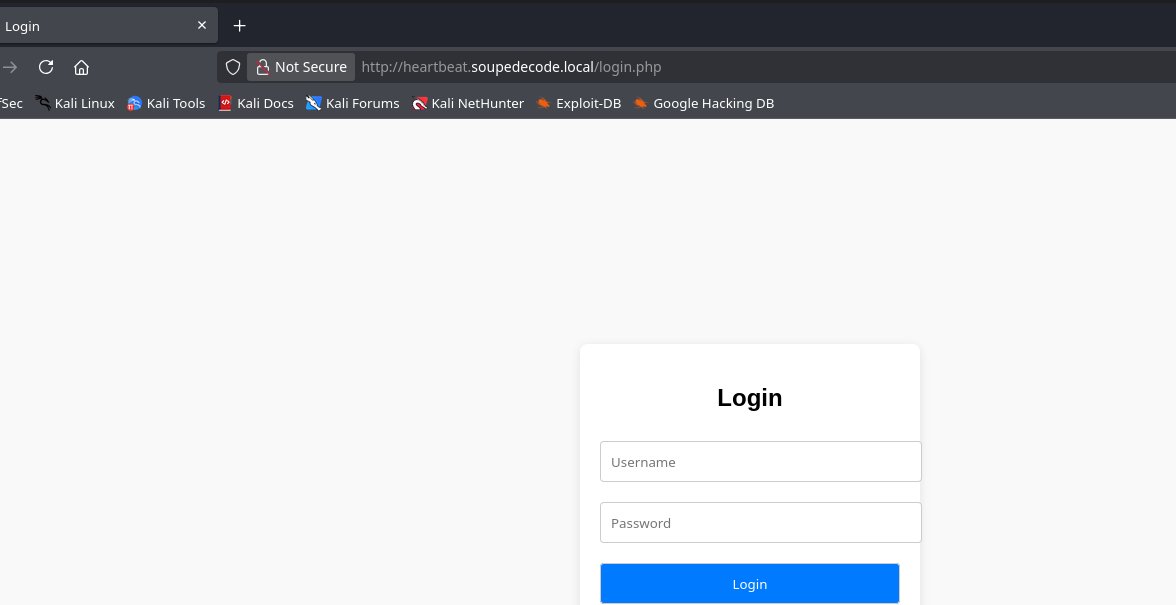 Login
Not Secure http://heartbeat.soupedecode.local/login.php
fSec Kali Linux Kali Tools Kali Docs Kali Forums Kali NetHunter Exploit-DB Google Hacking DB
Login
Username
Password
Login